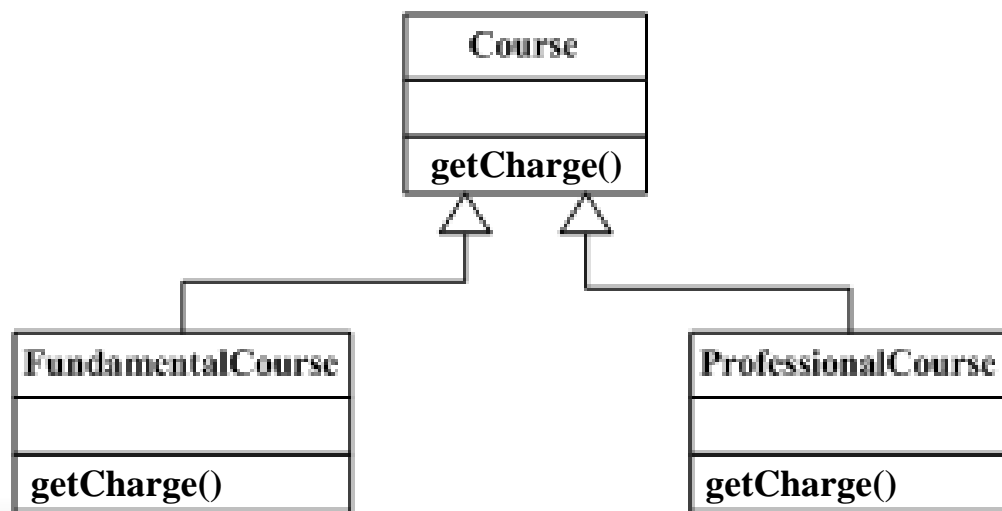 Course
getCharge()
FundamentalCourse
getCharge()
ProfessionalCourse
getCharge()